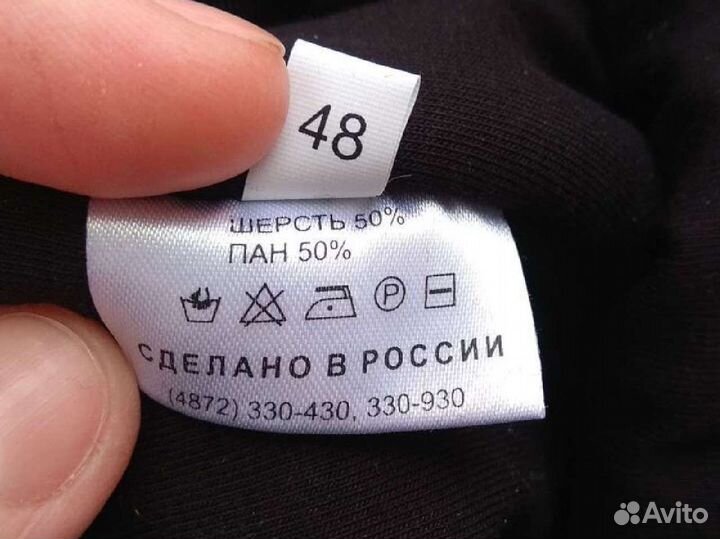 48
ШЕРСТЬ 50%
ПАН 50%
P
СДЕЛАНО В РОССИИ
(4872) 330-430, 330-930
Avito